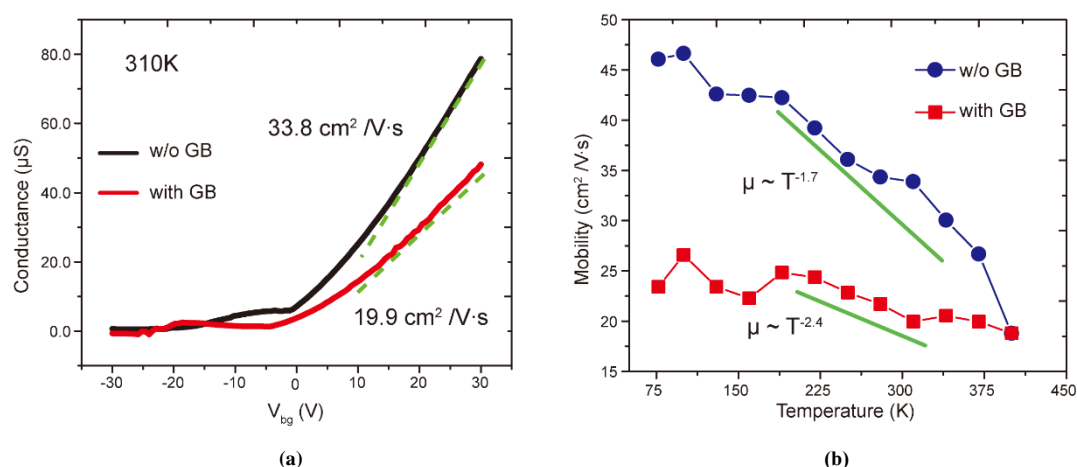 310K
33.8 cm² /V·s
w/o GB
with GB
19.9 cm² /V·s
Conductance (μS)
80.0
60.0
40.0
20.0
0.0
-30
-20
-10
0
10
20
30
V_bg (V)
(a)
w/o GB
with GB
μ ~ T^-1.7
μ ~ T^-2.4
Mobility (cm² /V·s)
50
45
40
35
30
25
20
15
75
150
225
300
375
450
Temperature (K)
(b)